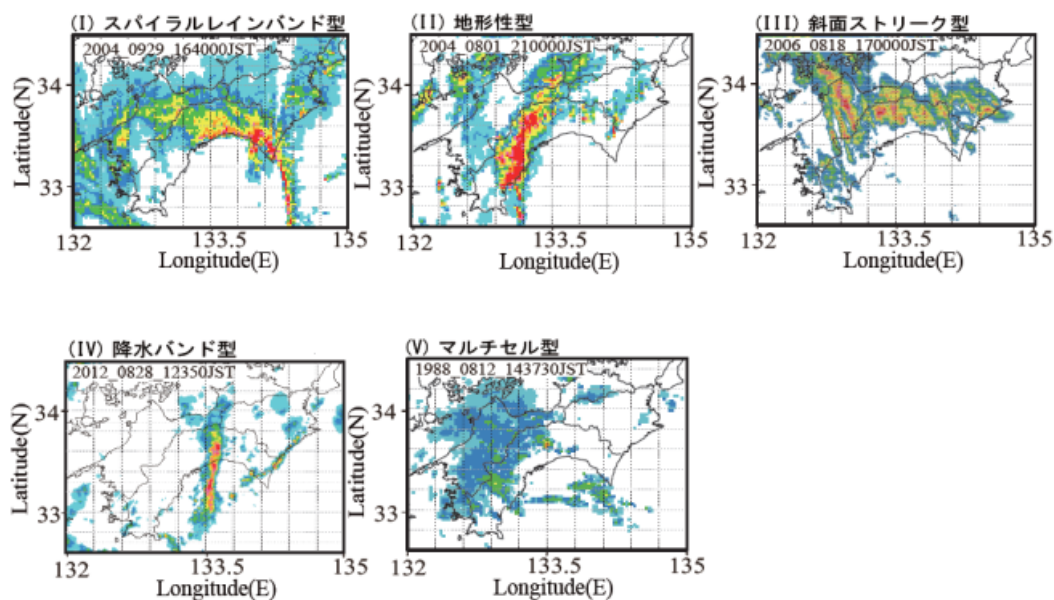 (I) スパイラルレインバンド型
2004_0929_164000JST
34
33
Latitude(N)
132
133.5
135
Longitude(E)
(II) 地形性型
2004_0801_210000JST
34
33
Latitude(N)
132
133.5
135
Longitude(E)
(III) 斜面ストリーク型
2006_0818_170000JST
34
33
Latitude(N)
132
133.5
135
Longitude(E)
(IV) 降水バンド型
2012_0828_12350JST
34
33
Latitude(N)
132
133.5
135
Longitude(E)
(V) マルチセル型
1988_0812_143730JST
34
33
Latitude(N)
132
133.5
135
Longitude(E)